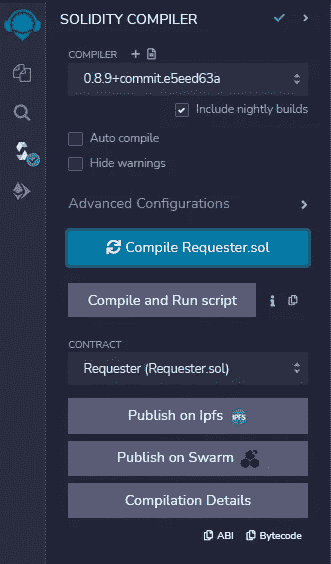 SOLIDITY COMPILER
COMPILER
0.8.9+commit.e5eed63a
Include nightly builds
Auto compile
Hide warnings
Advanced Configurations
Compile Requester.sol
Compile and Run script
CONTRACT
Requester (Requester.sol)
Publish on Ipfs IPFS
Publish on Swarm
Compilation Details
ABI Bytecode